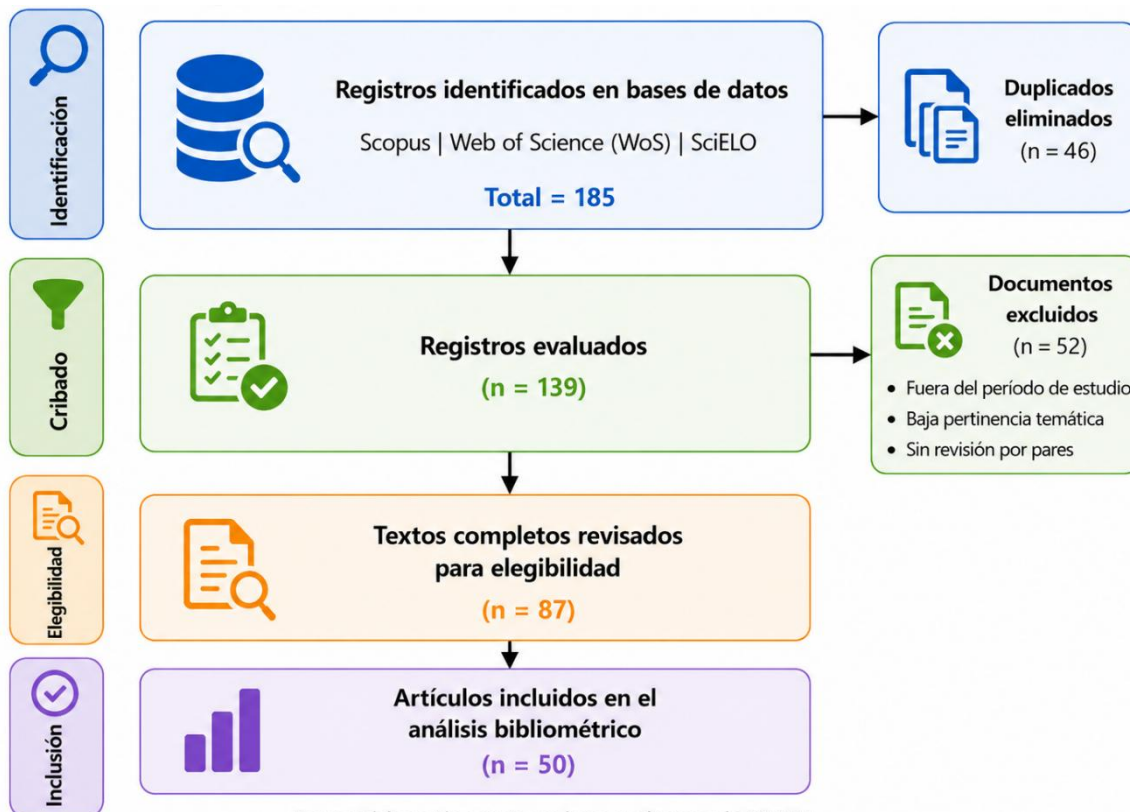 Identificación
Registros identificados en bases de datos
Scopus | Web of Science (WoS) | SciELO
Total = 185
Duplicados
eliminados
(n = 46)
Cribado
Registros evaluados
(n = 139)
Documentos
excluidos
(n = 52)
• Fuera del período de estudio
• Baja pertinencia temática
• Sin revisión por pares
Elegibilidad
Textos completos revisados
para elegibilidad
(n = 87)
Inclusión
Artículos incluidos en el
análisis bibliométrico
(n = 50)